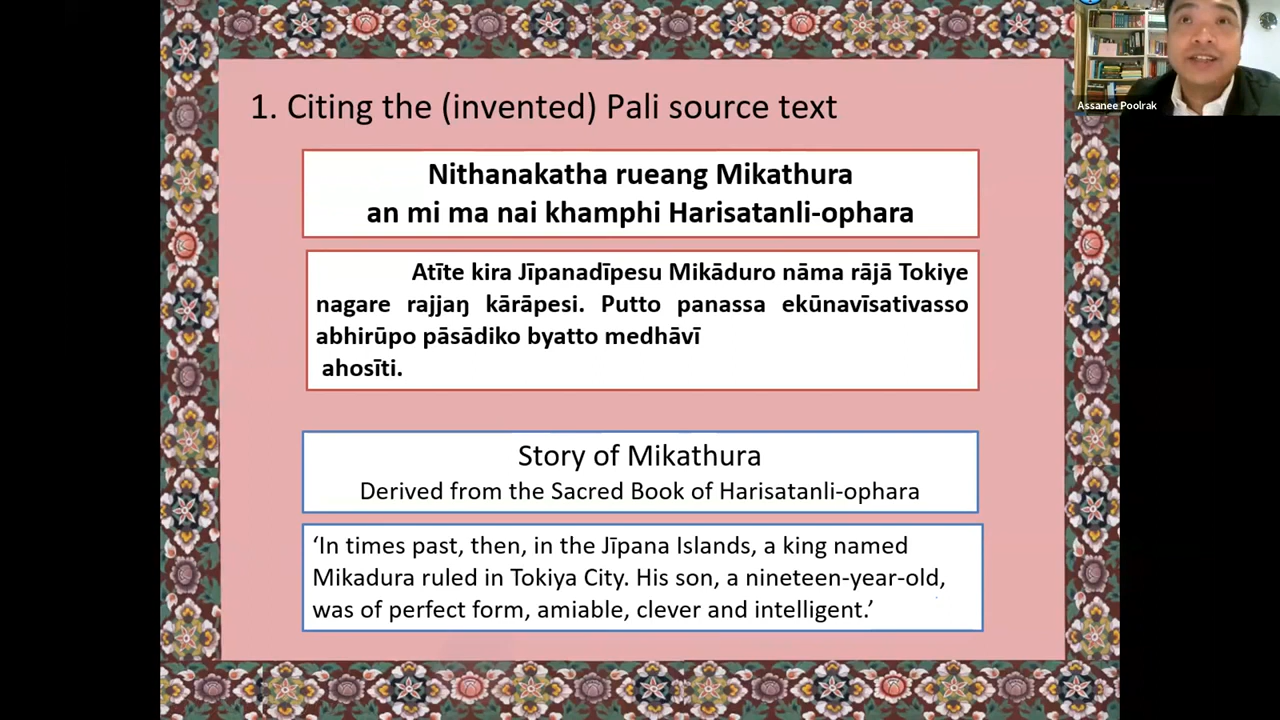 1. Citing the (invented) Pali source text
Nithanakatha rueang Mikathura
an mi ma nai khamphi Harisatanli-ophara
Atīte kira Jīpanadīpesu Mikāduro nāma rājā Tokiye
nagare rajjaŋ kārāpesi. Putto panassa ekūnavīsativasso
abhirūpo pāsādiko byatto medhāvī
ahosīti.
Story of Mikathura
Derived from the Sacred Book of Harisatanli-ophara
‘In times past, then, in the Jīpana Islands, a king named
Mikadura ruled in Tokiya City. His son, a nineteen-year-old,
was of perfect form, amiable, clever and intelligent.’
Assanee Poolrak